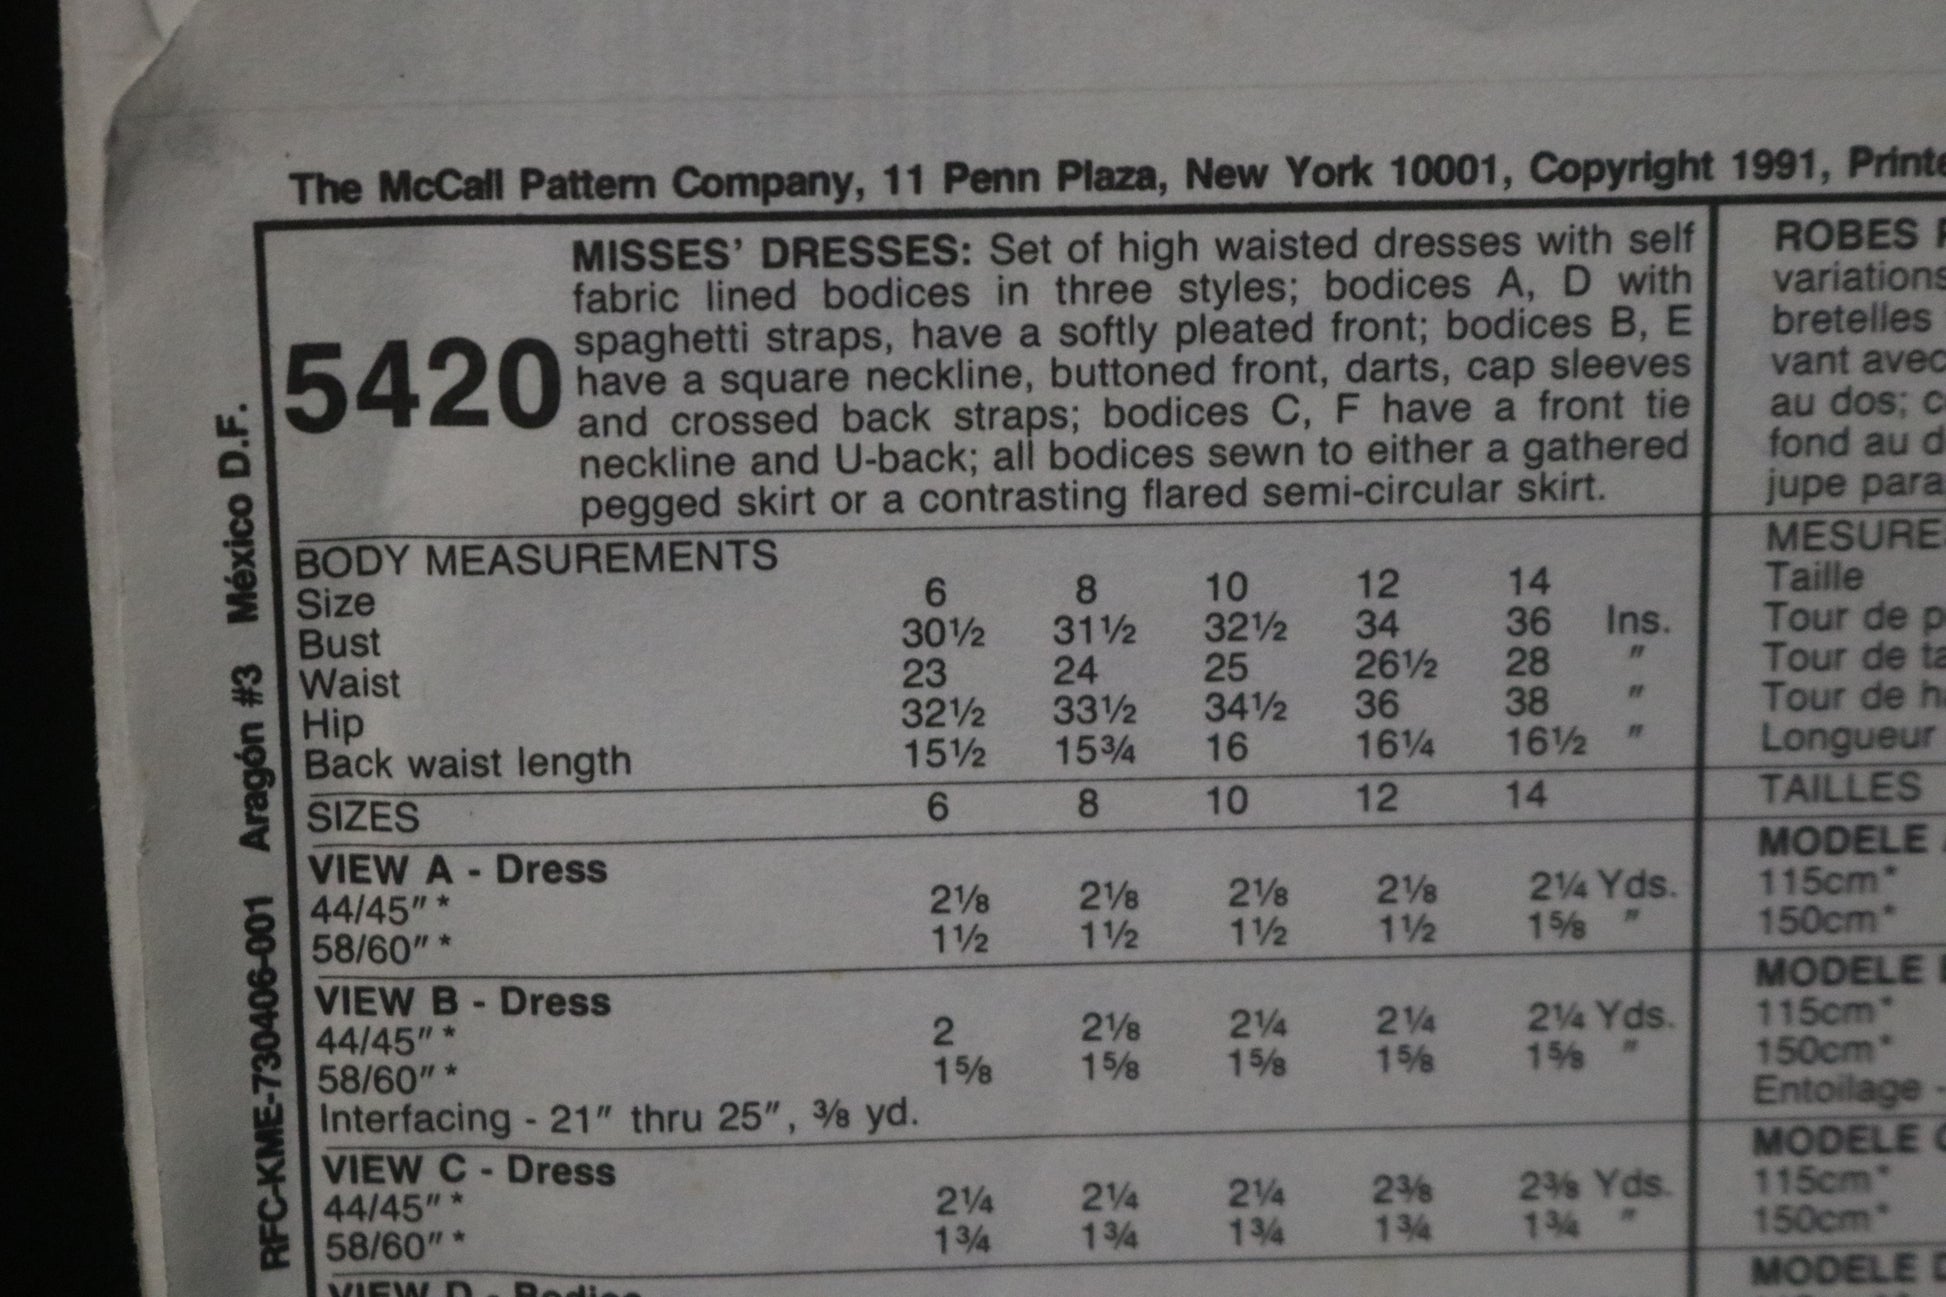 The McCall Pattern Company, 11 Penn Plaza, New York 10001, Copyright 1991,
5420
MISSES' DRESSES: Set of high waisted dresses with self
fabric lined bodices in three styles; bodices A, D with
spaghetti straps, have a softly pleated front; bodices B, E
have a square neckline, buttoned front, darts, cap sleeves
and crossed back straps; bodices C, F have a front tie
neckline and U-back; all bodices sewn to either a gathered
pegged skirt or a contrasting flared semi-circular skirt.
BODY MEASUREMENTS
Size 6 8 10 12 14
Bust 30½ 31½ 32½ 34 36 Ins.
Waist 23 24 25 26½ 28 "
Hip 32½ 33½ 34½ 36 38 "
Back waist length 15½ 15¾ 16 16¼ 16½ "
SIZES 6 8 10 12 14
VIEW A - Dress
44/45"* 2⅛ 2⅛ 2⅛ 2⅛ 2¼ Yds.
58/60"* 1½ 1½ 1½ 1½ 1⅝ "
VIEW B - Dress
44/45"* 2 2⅛ 2¼ 2¼ 2¼ Yds.
58/60"* 1⅝ 1⅝ 1⅝ 1⅝ 1⅝ "
Interfacing - 21" thru 25", ⅜ yd.
VIEW C - Dress
44/45"* 2¼ 2¼ 2¼ 2⅜ 2⅜ Yds.
58/60"* 1¾ 1¾ 1¾ 1¾ 1¾ "
VIEW D - Bodice
ROBES
variations
bretelles
vant avec
au dos;
fond au
jupe
Taille
Tour de
Tour de
Tour de
Longueur
TAILLES
MODELE
115cm*
150cm*
MODELE
115cm*
150cm*
Entoilage -
MODELE
115cm*
150cm*
MODELE
RFC-KME-730406-001 Aragón #3 México D.F.